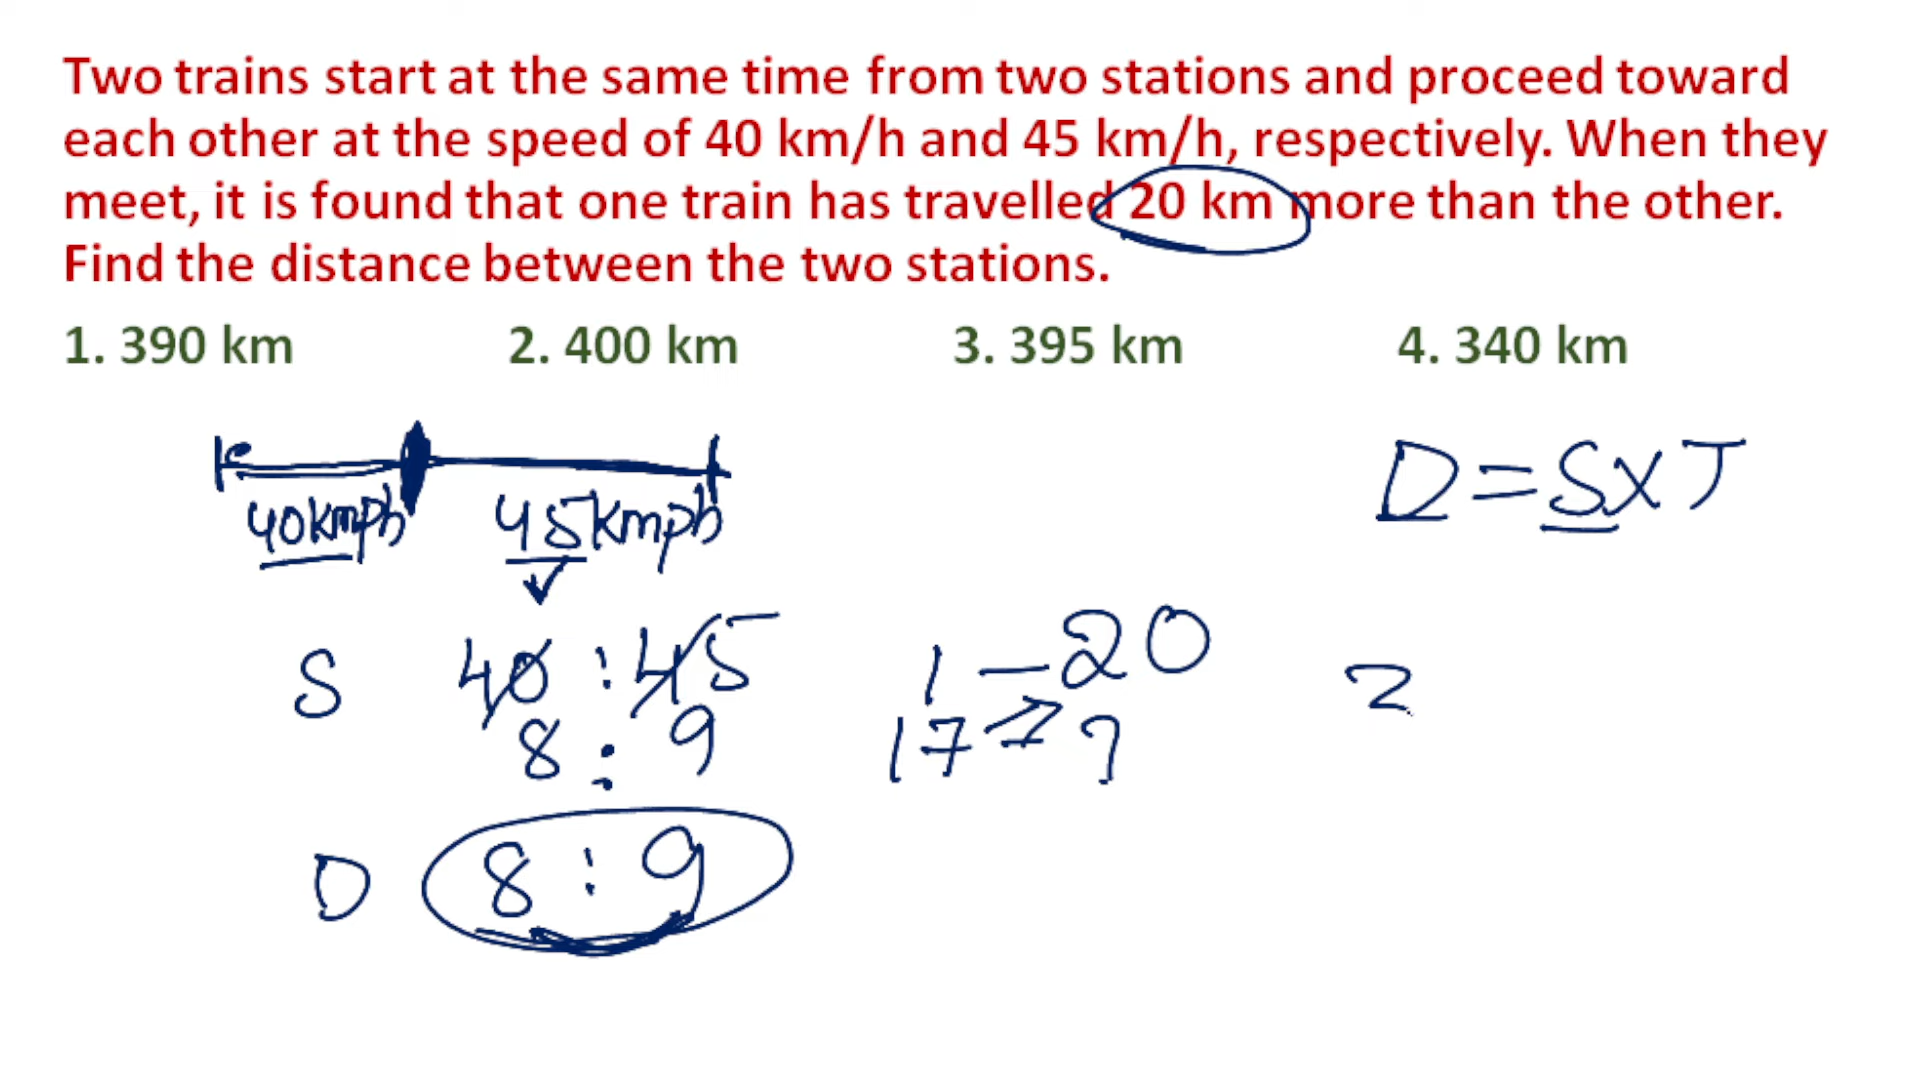 Two trains start at the same time from two stations and proceed toward
each other at the speed of 40 km/h and 45 km/h, respectively. When they
meet, it is found that one train has travelled 20 km more than the other.
Find the distance between the two stations.
1. 390 km 2. 400 km 3. 395 km 4. 340 km
D = S X T
40kmph 45kmph
S 40 : 45 1 — 20
8 : 9 17 ?
D 8 : 9